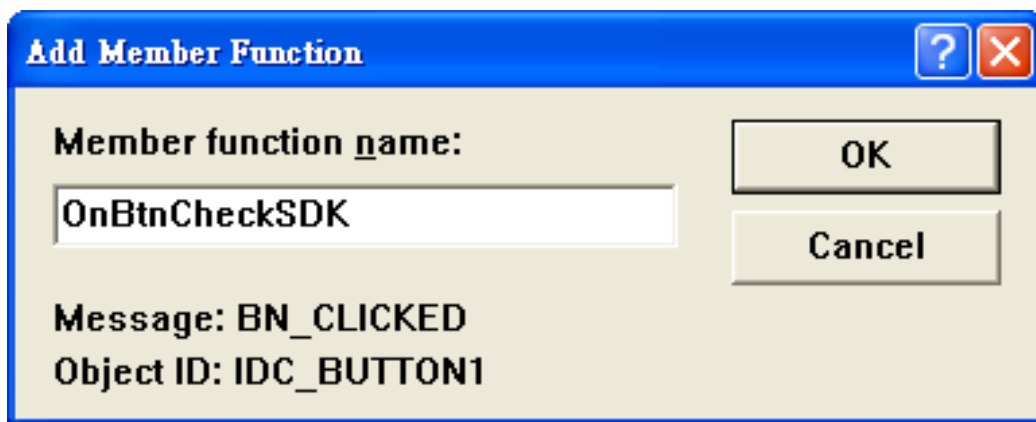 Add Member Function
Member function name:
OK
OnBtnCheckSDK
Cancel
Message: BN_CLICKED
Object ID: IDC_BUTTON1